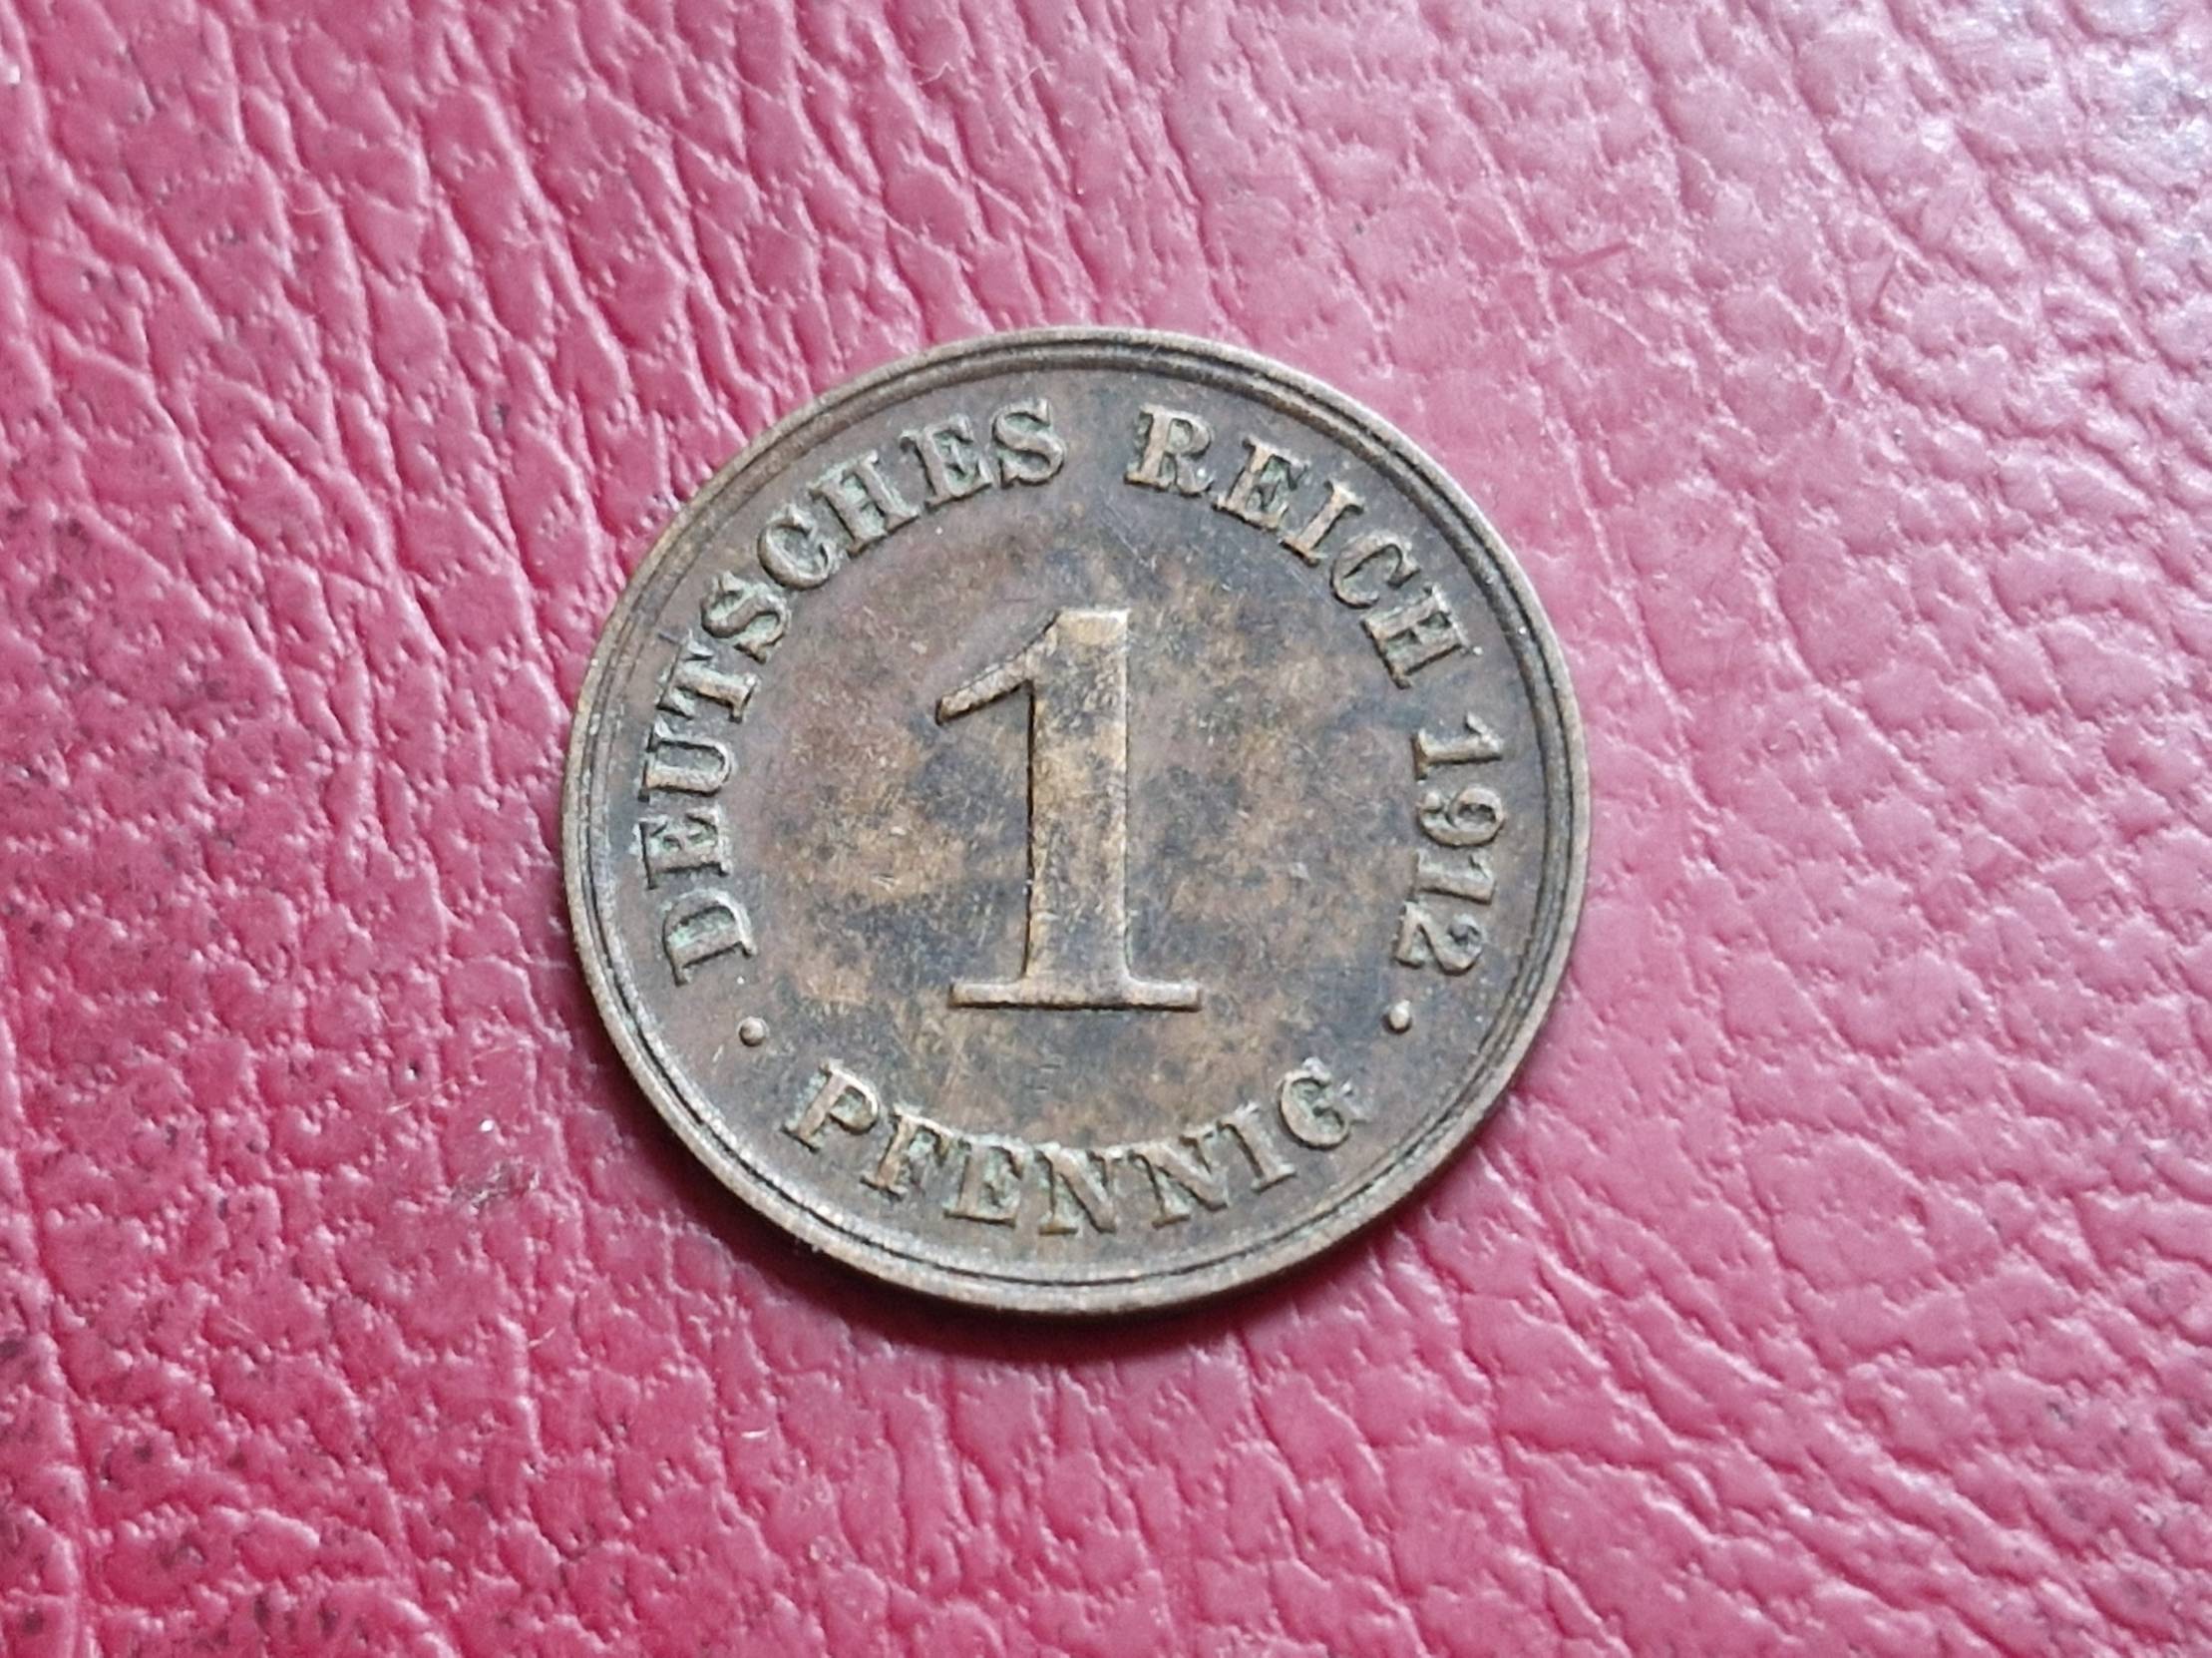 DEUTSCHES REICH 1912
1
· PFENNIG ·